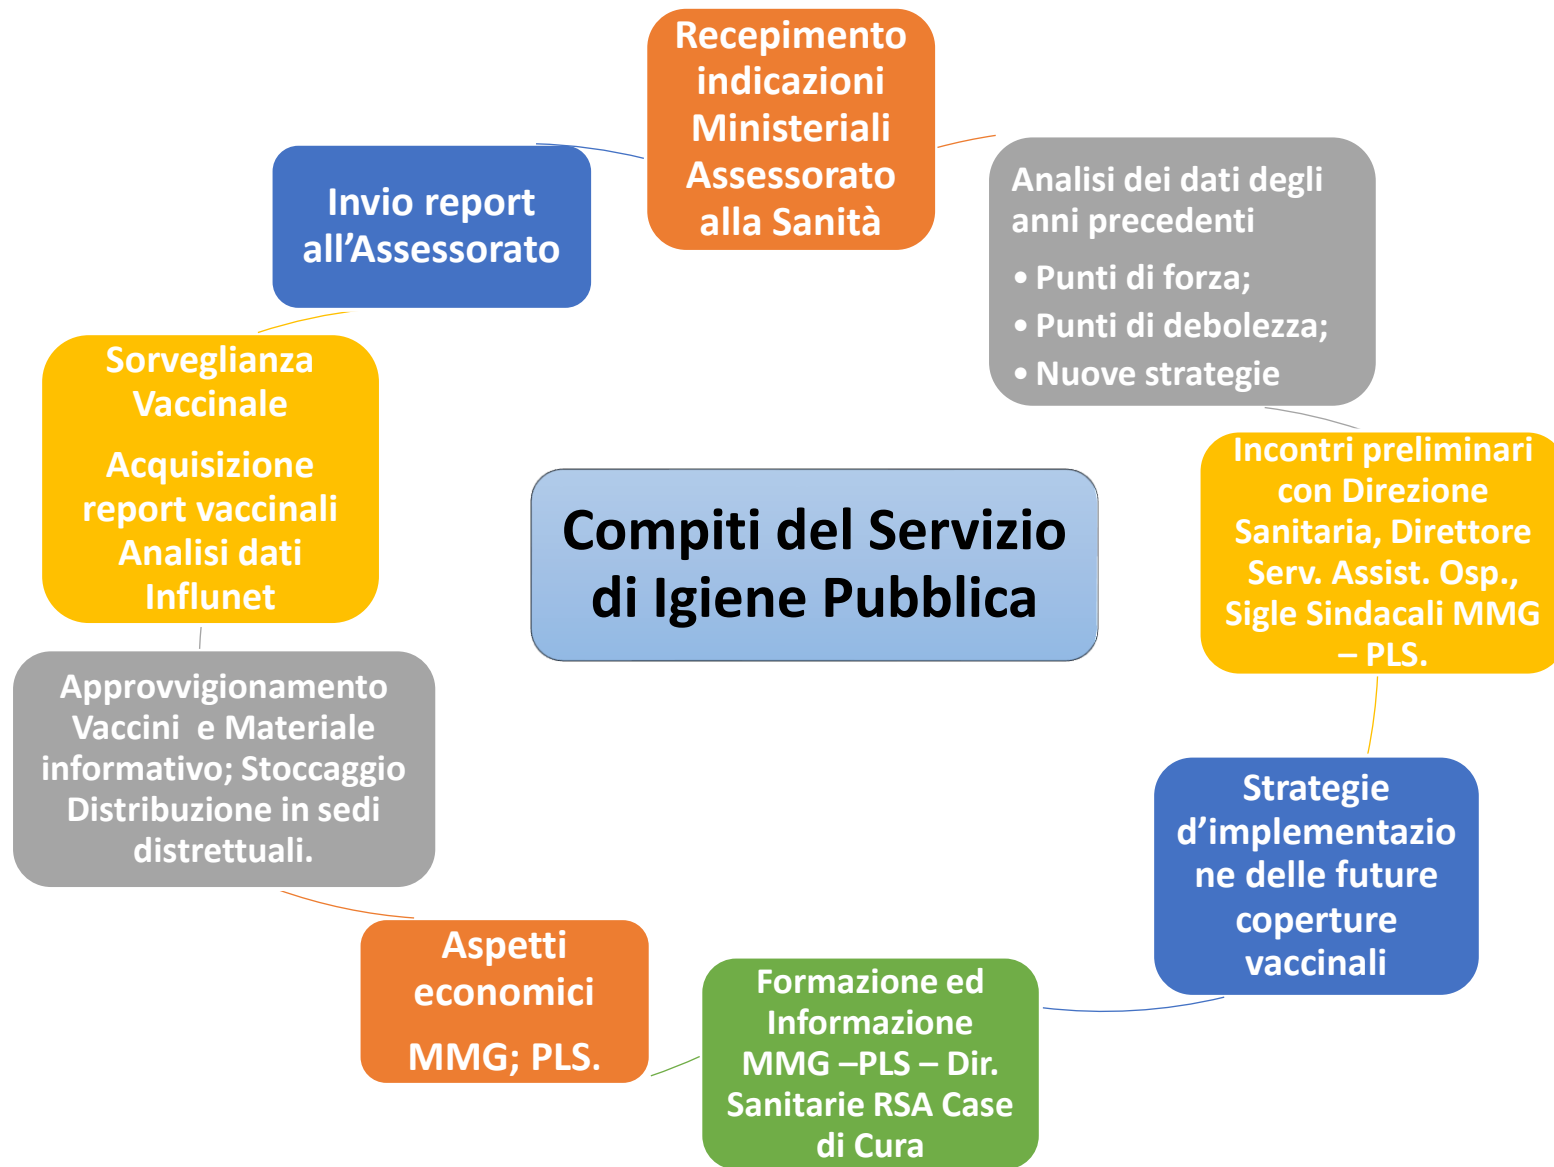 Recepimento
indicazioni
Ministeriali
Assessorato
alla Sanità
Analisi dei dati degli
anni precedenti
• Punti di forza;
• Punti di debolezza;
• Nuove strategie
Incontri preliminari
con Direzione
Sanitaria, Direttore
Serv. Assist. Osp.,
Sigle Sindacali MMG
– PLS.
Strategie
d’implementazio
ne delle future
coperture
vaccinali
Formazione ed
Informazione
MMG –PLS – Dir.
Sanitarie RSA Case
di Cura
Aspetti
economici
MMG; PLS.
Approvvigionamento
Vaccini e Materiale
informativo; Stoccaggio
Distribuzione in sedi
distrettuali.
Sorveglianza
Vaccinale
Acquisizione
report vaccinali
Analisi dati
Influnet
Invio report
all’Assessorato
Compiti del Servizio
di Igiene Pubblica